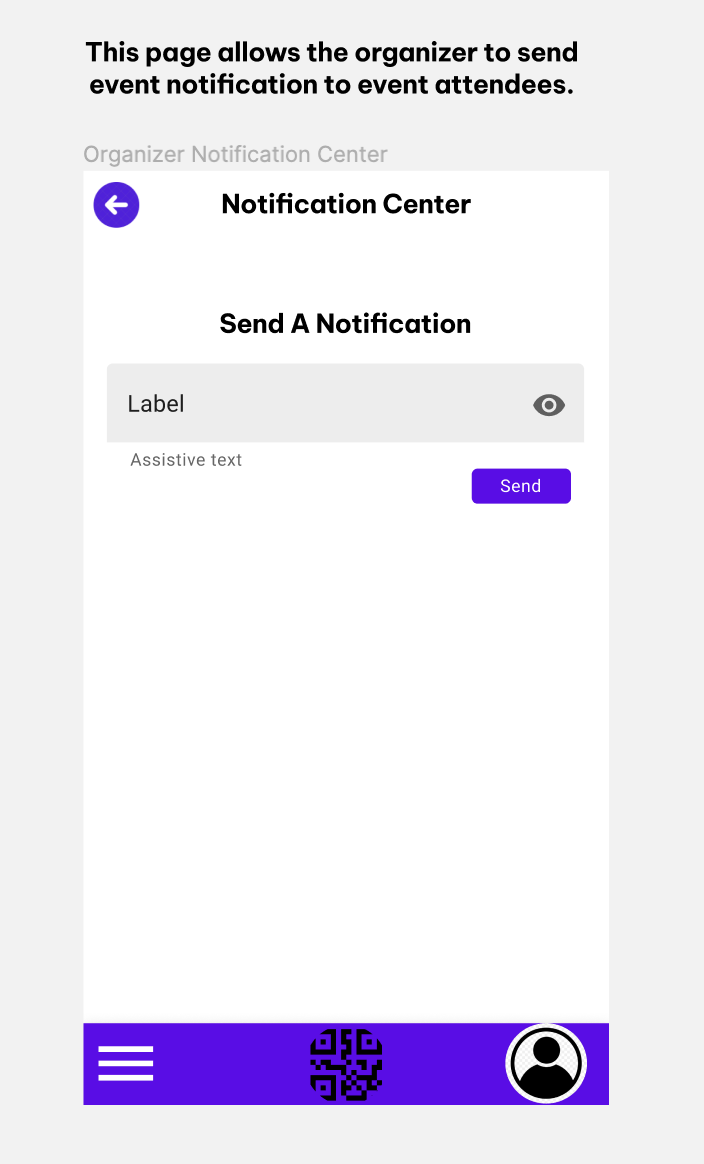 This page allows the organizer to send
event notification to event attendees.
Organizer Notification Center
Notification Center
Send A Notification
Label
Assistive text
Send